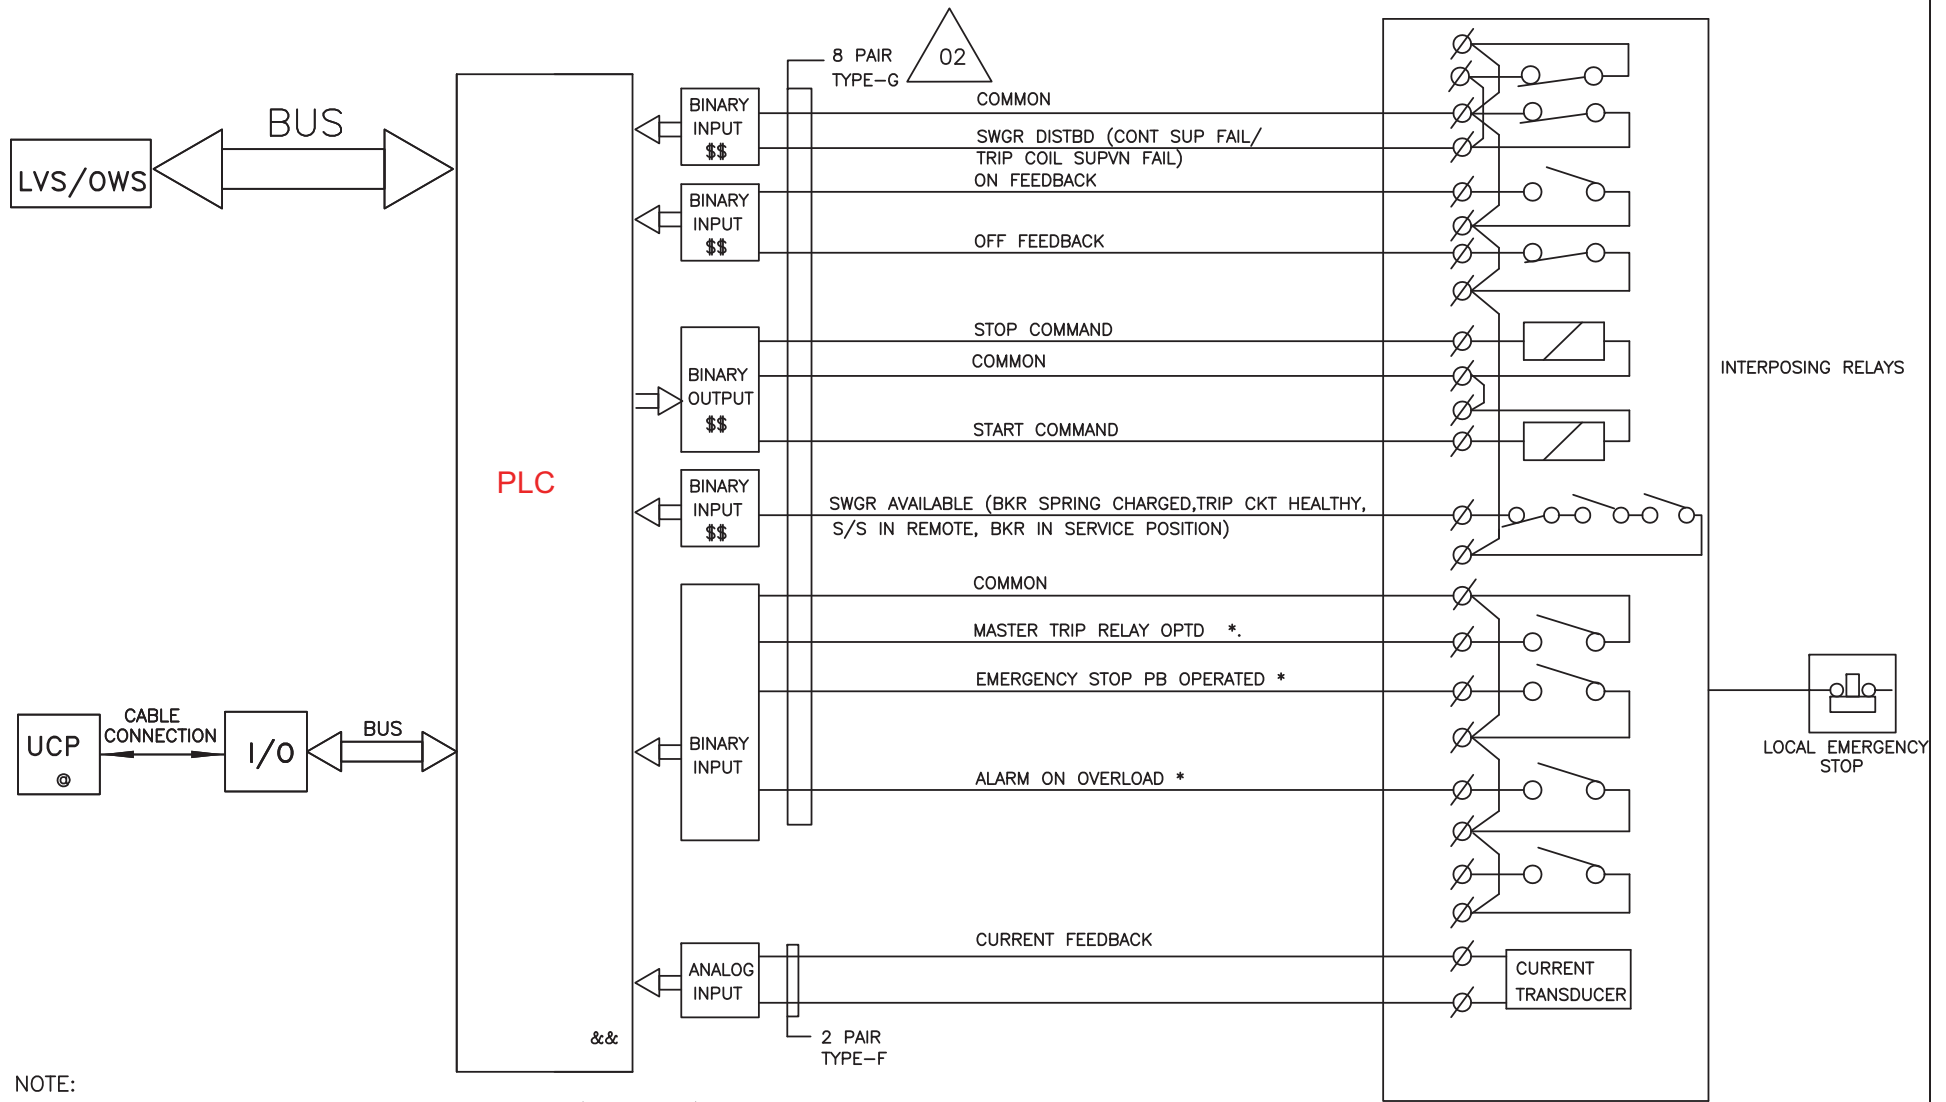 8 PAIR
TYPE-G
02
BUS
LVS/OWS
PLC
&&
BINARY
INPUT
$$
COMMON
SWGR DISTBD (CONT SUP FAIL/
TRIP COIL SUPVN FAIL)
BINARY
INPUT
$$
ON FEEDBACK
OFF FEEDBACK
BINARY
OUTPUT
$$
STOP COMMAND
COMMON
START COMMAND
INTERPOSING RELAYS
BINARY
INPUT
$$
SWGR AVAILABLE (BKR SPRING CHARGED,TRIP CKT HEALTHY,
S/S IN REMOTE, BKR IN SERVICE POSITION)
BINARY
INPUT
COMMON
MASTER TRIP RELAY OPTD *.
EMERGENCY STOP PB OPERATED *
ALARM ON OVERLOAD *
LOCAL EMERGENCY
STOP
UCP
@
CABLE
CONNECTION
I/O
BUS
ANALOG
INPUT
CURRENT FEEDBACK
CURRENT
TRANSDUCER
2 PAIR
TYPE-F
NOTE: